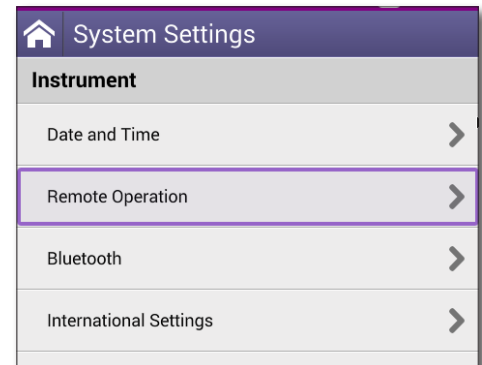 System Settings
Instrument
Date and Time
Remote Operation
Bluetooth
International Settings